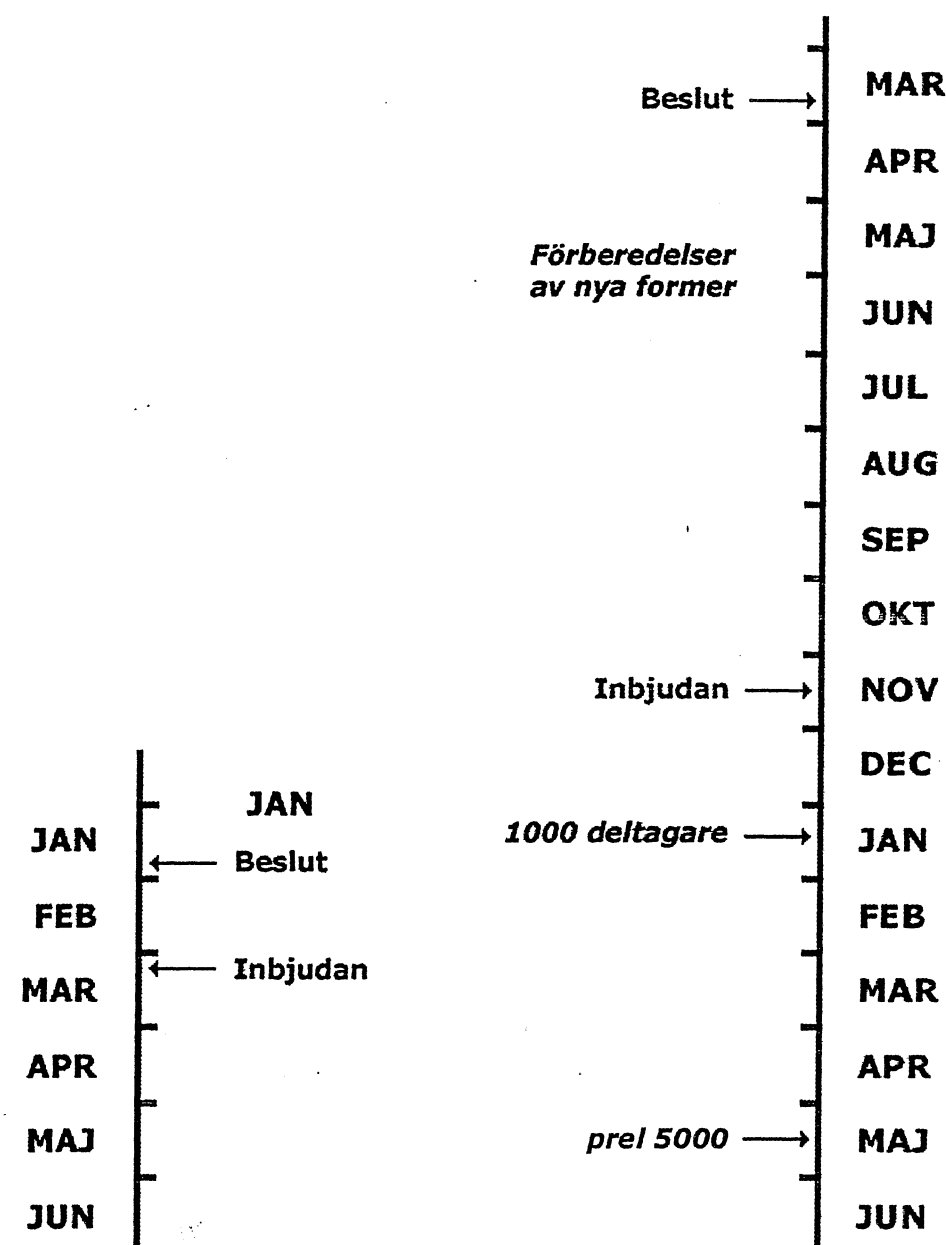 MAR
Beslut
APR
MAJ
Förberedelser
av nya former
JUN
JUL
AUG
SEP
OKT
Inbjudan
NOV
DEC
JAN
JAN
1000 deltagare
JAN
Beslut
FEB
FEB
Inbjudan
MAR
MAR
APR
APR
MAJ
prel 5000
MAJ
JUN
JUN